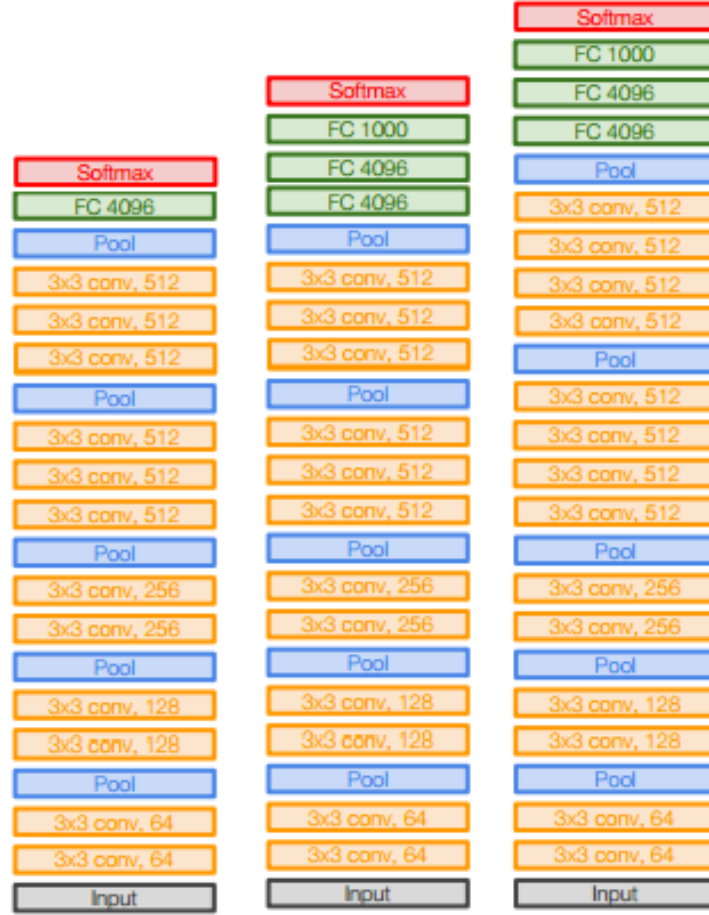 Softmax
FC 4096
Pool
3x3 conv, 512
3x3 conv, 512
3x3 conv, 512
Pool
3x3 conv, 512
3x3 conv, 512
3x3 conv, 512
Pool
3x3 conv, 256
3x3 conv, 256
Pool
3x3 conv, 128
3x3 conv, 128
Pool
3x3 conv, 64
3x3 conv, 64
Input
Softmax
FC 1000
FC 4096
FC 4096
Pool
3x3 conv, 512
3x3 conv, 512
3x3 conv, 512
Pool
3x3 conv, 512
3x3 conv, 512
3x3 conv, 512
Pool
3x3 conv, 256
3x3 conv, 256
Pool
3x3 conv, 128
3x3 conv, 128
Pool
3x3 conv, 64
3x3 conv, 64
Input
Softmax
FC 1000
FC 4096
FC 4096
Pool
3x3 conv, 512
3x3 conv, 512
3x3 conv, 512
3x3 conv, 512
Pool
3x3 conv, 512
3x3 conv, 512
3x3 conv, 512
3x3 conv, 512
Pool
3x3 conv, 256
3x3 conv, 256
Pool
3x3 conv, 128
3x3 conv, 128
Pool
3x3 conv, 64
3x3 conv, 64
Input